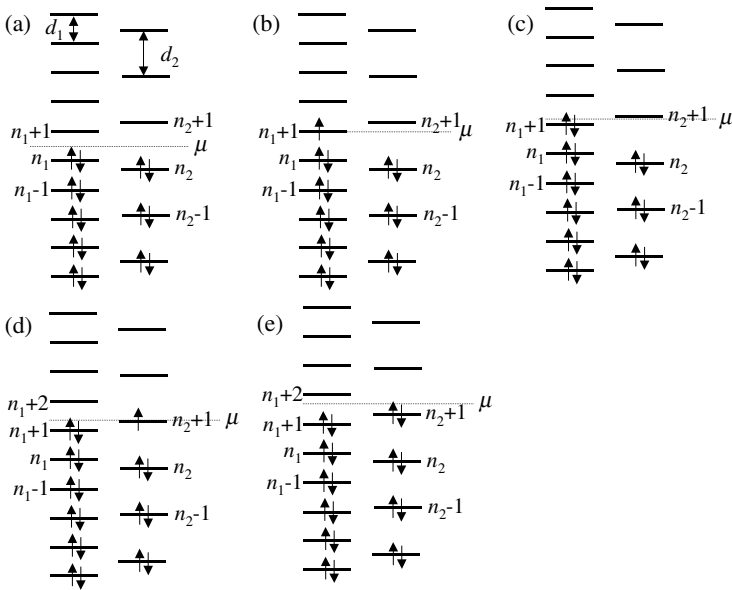 (a)
d₁
d₂
n₁+1
n₂+1
μ
n₁
n₂
n₁-1
n₂-1
(b)
n₁+1
n₂+1
μ
n₁
n₂
n₁-1
n₂-1
(c)
n₁+1
n₂+1
μ
n₁
n₂
n₁-1
n₂-1
(d)
n₁+2
μ
n₁+1
n₂+1
n₁
n₂
n₁-1
n₂-1
(e)
n₁+2
μ
n₁+1
n₂+1
n₁
n₂
n₁-1
n₂-1